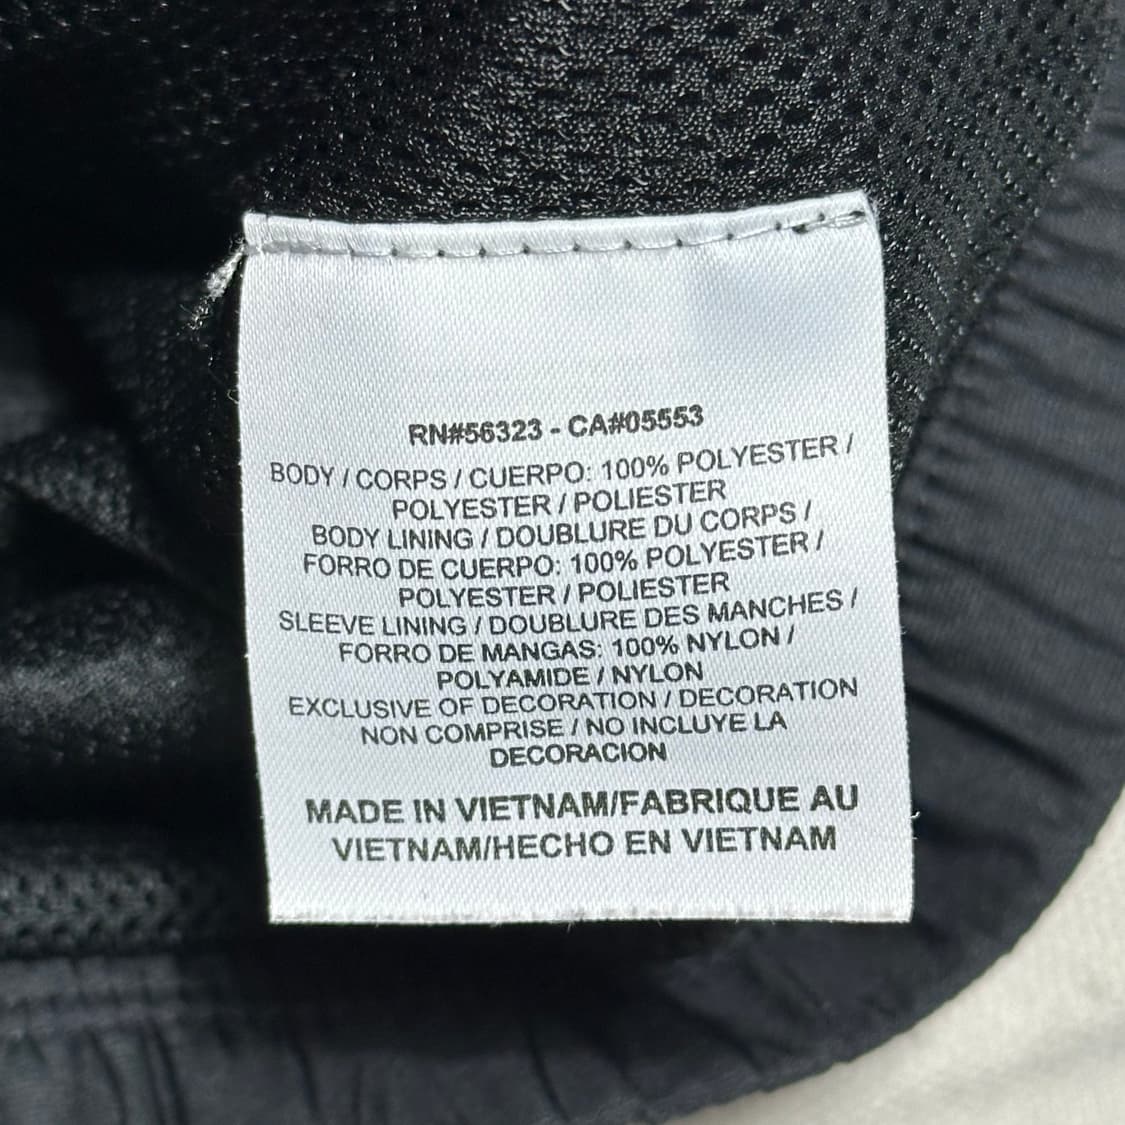 RN#56323 - CA#05553
BODY / CORPS / CUERPO: 100% POLYESTER /
POLYESTER / POLIESTER
BODY LINING / DOUBLURE DU CORPS /
FORRO DE CUERPO: 100% POLYESTER /
POLYESTER / POLIESTER
SLEEVE LINING / DOUBLURE DES MANCHES /
FORRO DE MANGAS: 100% NYLON /
POLYAMIDE / NYLON
EXCLUSIVE OF DECORATION / DECORATION
NON COMPRISE / NO INCLUYE LA
DECORACION
MADE IN VIETNAM/FABRIQUE AU
VIETNAM/HECHO EN VIETNAM